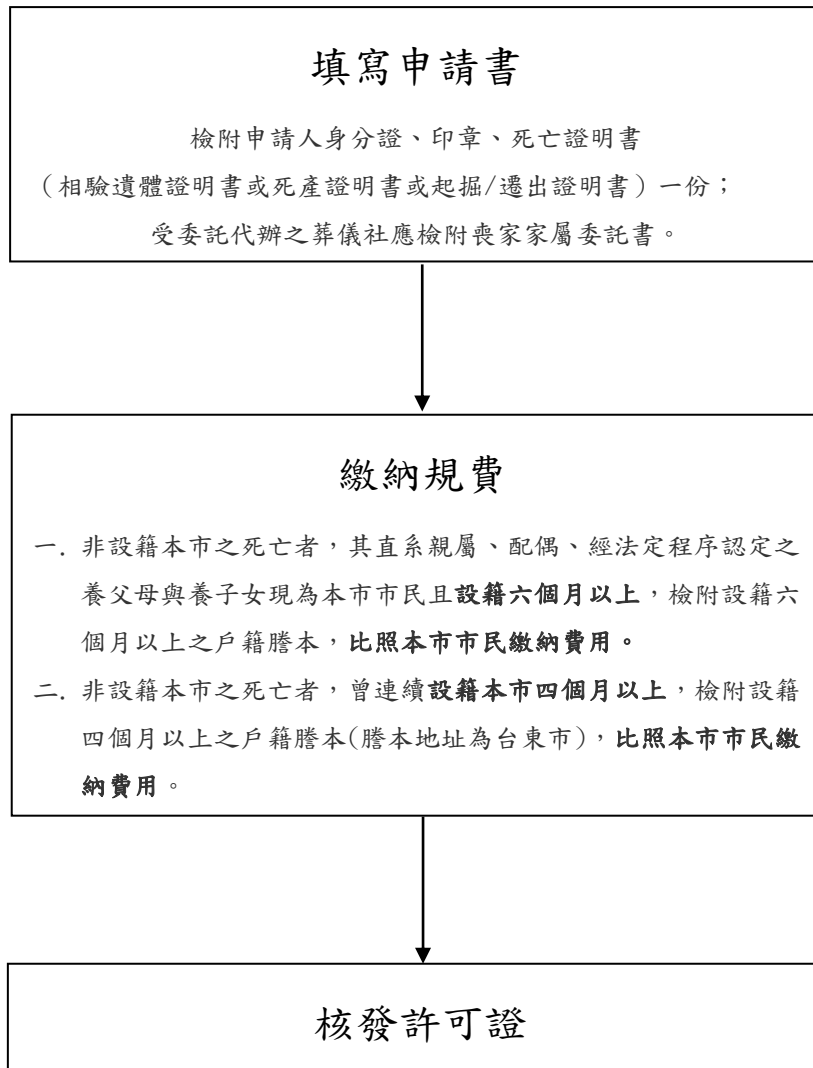 填寫申請書
檢附申請人身分證、印章、死亡證明書
（相驗遺體證明書或死產證明書或起掘/遷出證明書）一份；
受委託代辦之葬儀社應檢附喪家家屬委託書。
繳納規費
一. 非設籍本市之死亡者，其直系親屬、配偶、經法定程序認定之
養父母與養子女現為本市市民且設籍六個月以上，檢附設籍六
個月以上之戶籍謄本，比照本市市民繳納費用。
二. 非設籍本市之死亡者，曾連續設籍本市四個月以上，檢附設籍
四個月以上之戶籍謄本(謄本地址為台東市)，比照本市市民繳
納費用。
核發許可證